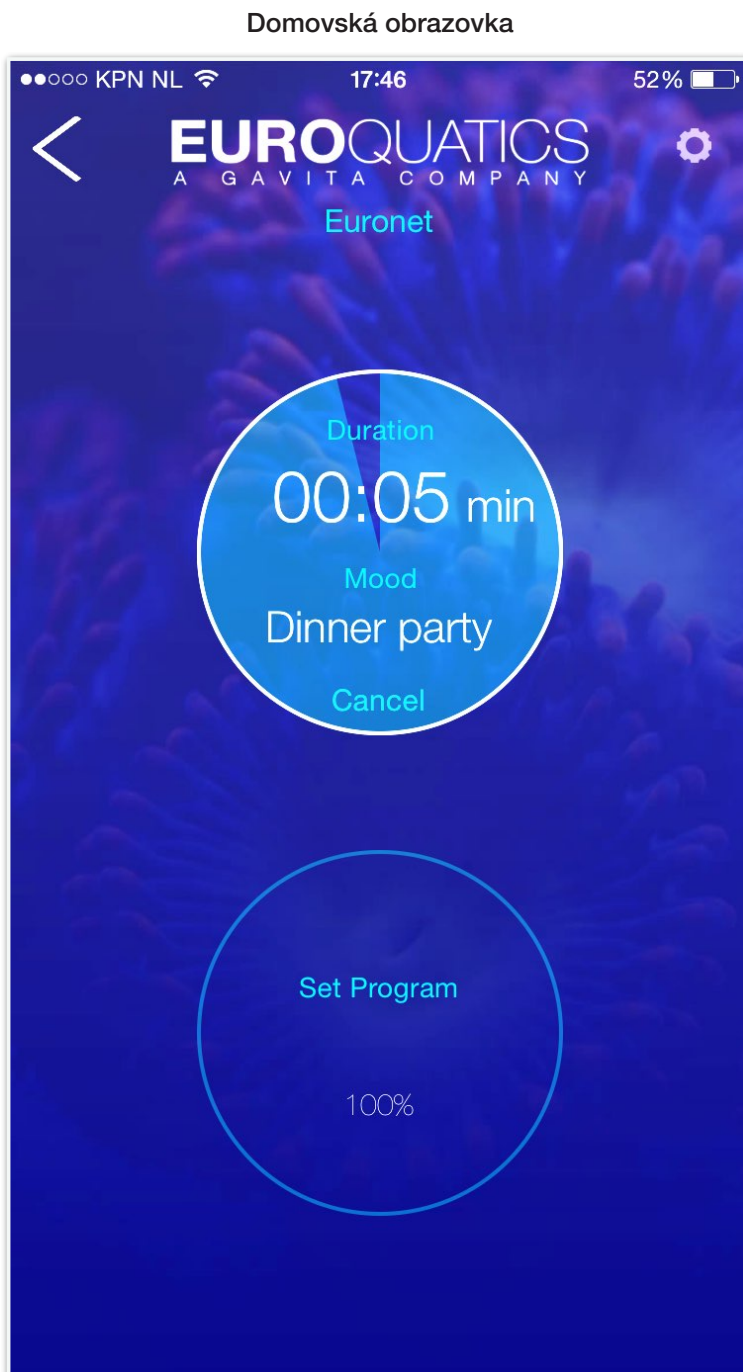 Domovská obrazovka
KPN NL 17:46 52%
EUROQUATICS
A GAVITA COMPANY
Euronet
Duration
00:05 min
Mood
Dinner party
Cancel
Set Program
100%